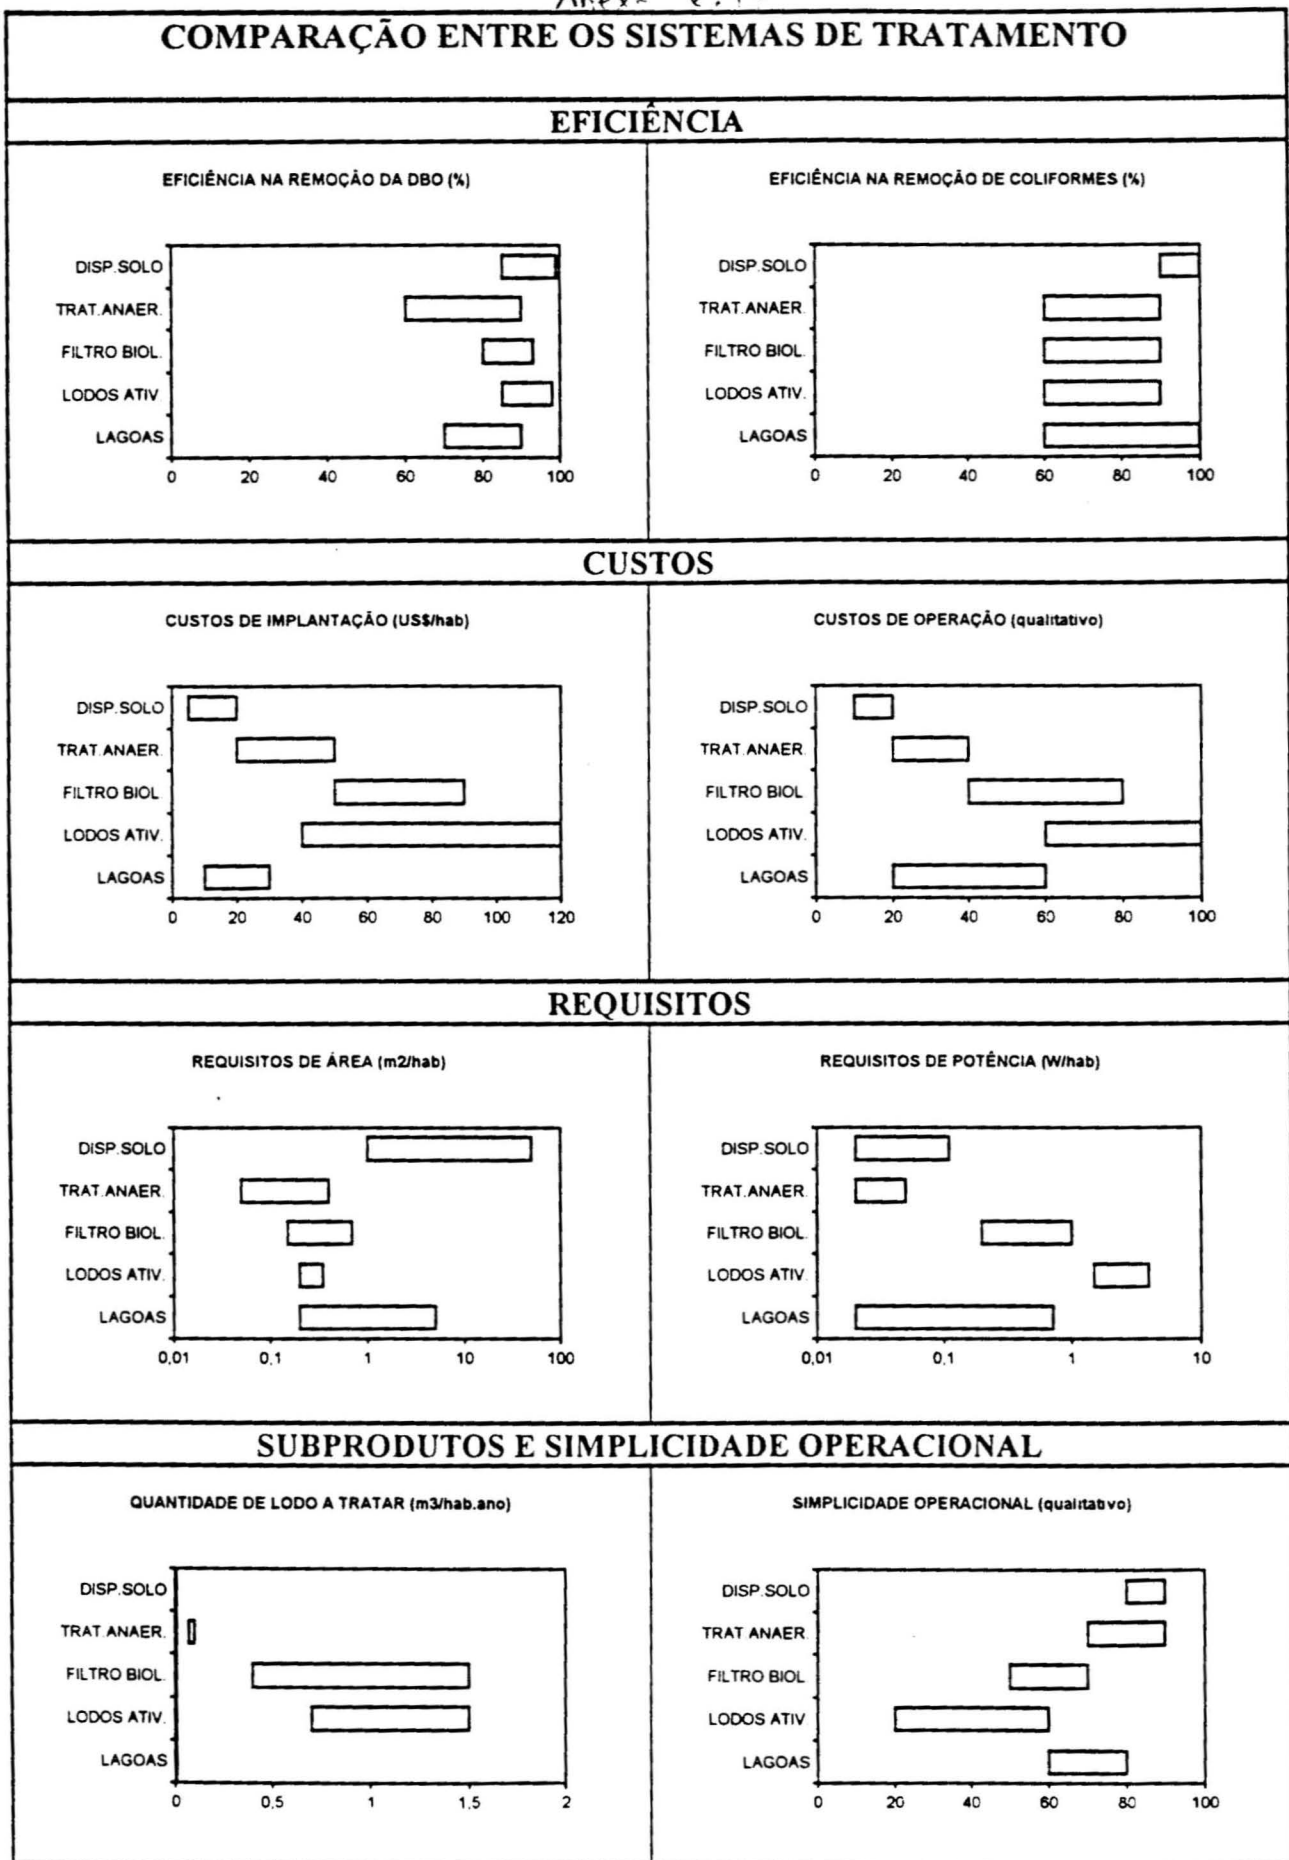 COMPARAÇÃO ENTRE OS SISTEMAS DE TRATAMENTO
EFICIÊNCIA
EFICIÊNCIA NA REMOÇÃO DA DBO (%)
DISP.SOLO
TRAT.ANAER.
FILTRO BIOL.
LODOS ATIV.
LAGOAS
0 20 40 60 80 100
EFICIÊNCIA NA REMOÇÃO DE COLIFORMES (%)
DISP.SOLO
TRAT.ANAER.
FILTRO BIOL.
LODOS ATIV.
LAGOAS
0 20 40 60 80 100
CUSTOS
CUSTOS DE IMPLANTAÇÃO (US$/hab)
DISP.SOLO
TRAT.ANAER.
FILTRO BIOL
LODOS ATIV.
LAGOAS
0 20 40 60 80 100 120
CUSTOS DE OPERAÇÃO (qualitativo)
DISP.SOLO
TRAT.ANAER.
FILTRO BIOL
LODOS ATIV.
LAGOAS
0 20 40 60 80 100
REQUISITOS
REQUISITOS DE ÁREA (m2/hab)
DISP.SOLO
TRAT.ANAER.
FILTRO BIOL.
LODOS ATIV.
LAGOAS
0,01 0,1 1 10 100
REQUISITOS DE POTÊNCIA (W/hab)
DISP.SOLO
TRAT.ANAER.
FILTRO BIOL.
LODOS ATIV.
LAGOAS
0,01 0,1 1 10
SUBPRODUTOS E SIMPLICIDADE OPERACIONAL
QUANTIDADE DE LODO A TRATAR (m3/hab.ano)
DISP.SOLO
TRAT.ANAER.
FILTRO BIOL.
LODOS ATIV.
LAGOAS
0 0,5 1 1,5 2
SIMPLICIDADE OPERACIONAL (qualitativo)
DISP.SOLO
TRAT ANAER.
FILTRO BIOL
LODOS ATIV
LAGOAS
0 20 40 60 80 100